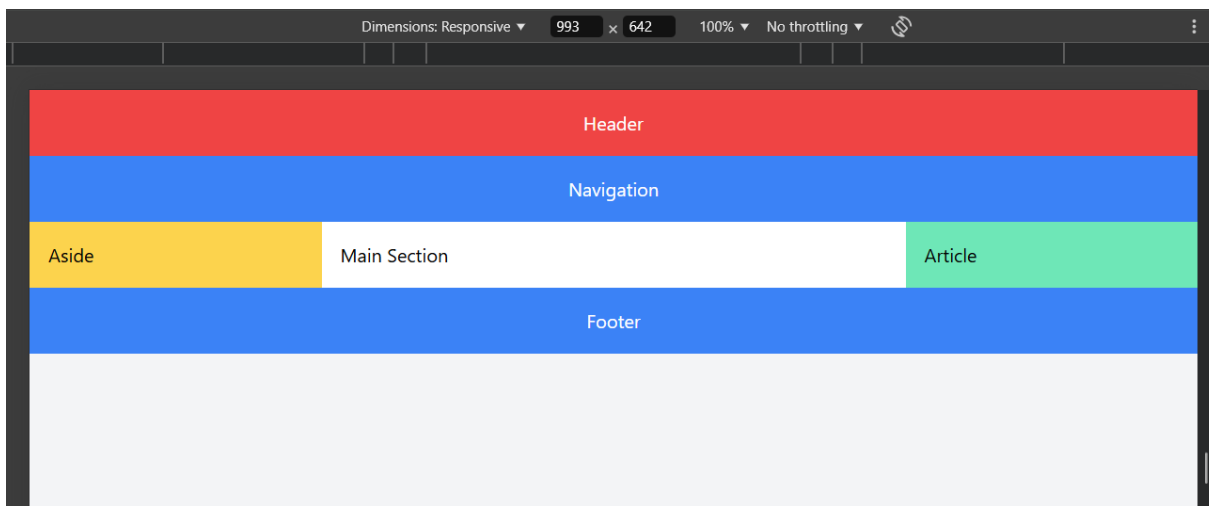 Dimensions: Responsive ▼ 993 × 642 100% ▼ No throttling ▼
Header
Navigation
Aside Main Section Article
Footer